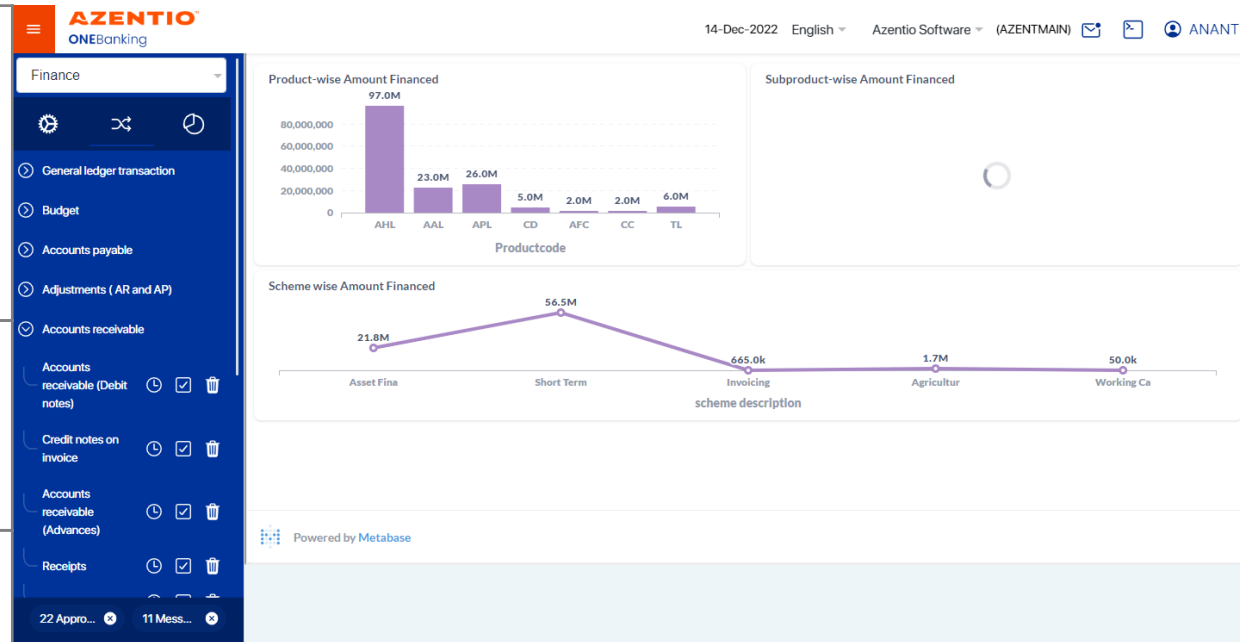 AZENTIO™
ONEBanking
14-Dec-2022 English Azentio Software (AZENTMAIN) ANANT
Finance
General ledger transaction
Budget
Accounts payable
Adjustments ( AR and AP)
Accounts receivable
Accounts
receivable (Debit
notes)
Credit notes on
invoice
Accounts
receivable
(Advances)
Receipts
22 Appro...
11 Mess...
Product-wise Amount Financed
97.0M
80,000,000
60,000,000
40,000,000
20,000,000
0
23.0M
26.0M
5.0M
2.0M
2.0M
6.0M
AHL AAL APL CD AFC CC TL
Productcode
Subproduct-wise Amount Financed
Scheme wise Amount Financed
21.8M
56.5M
665.0k
1.7M
50.0k
Asset Fina Short Term Invoicing Agricultur Working Ca
scheme description
Powered by Metabase